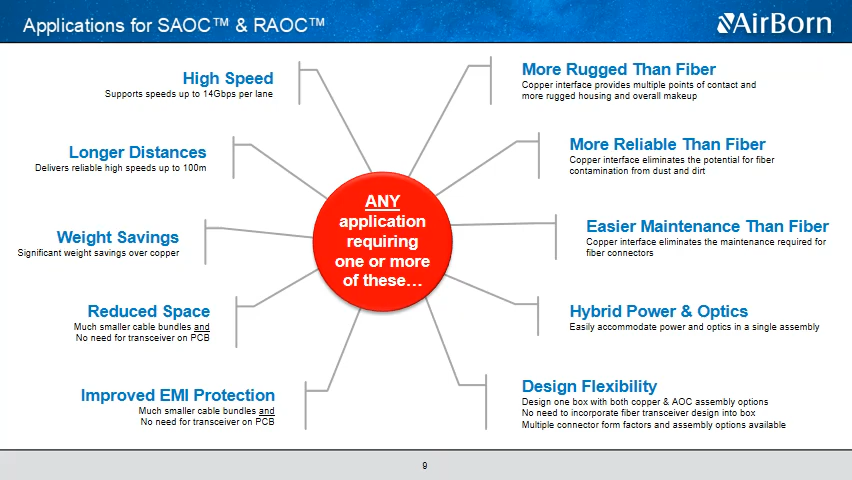 Applications for SAOC™ & RAOC™
AirBorn
High Speed
Supports speeds up to 14Gbps per lane
Longer Distances
Delivers reliable high speeds up to 100m
Weight Savings
Significant weight savings over copper
Reduced Space
Much smaller cable bundles and
No need for transceiver on PCB
Improved EMI Protection
Much smaller cable bundles and
No need for transceiver on PCB
ANY
application
requiring
one or more
of these…
More Rugged Than Fiber
Copper interface provides multiple points of contact and
more rugged housing and overall makeup
More Reliable Than Fiber
Copper interface eliminates the potential for fiber
contamination from dust and dirt
Easier Maintenance Than Fiber
Copper interface eliminates the maintenance required for
fiber connectors
Hybrid Power & Optics
Easily accommodate power and optics in a single assembly
Design Flexibility
Design one box with both copper & AOC assembly options
No need to incorporate fiber transceiver design into box
Multiple connector form factors and assembly options available
9